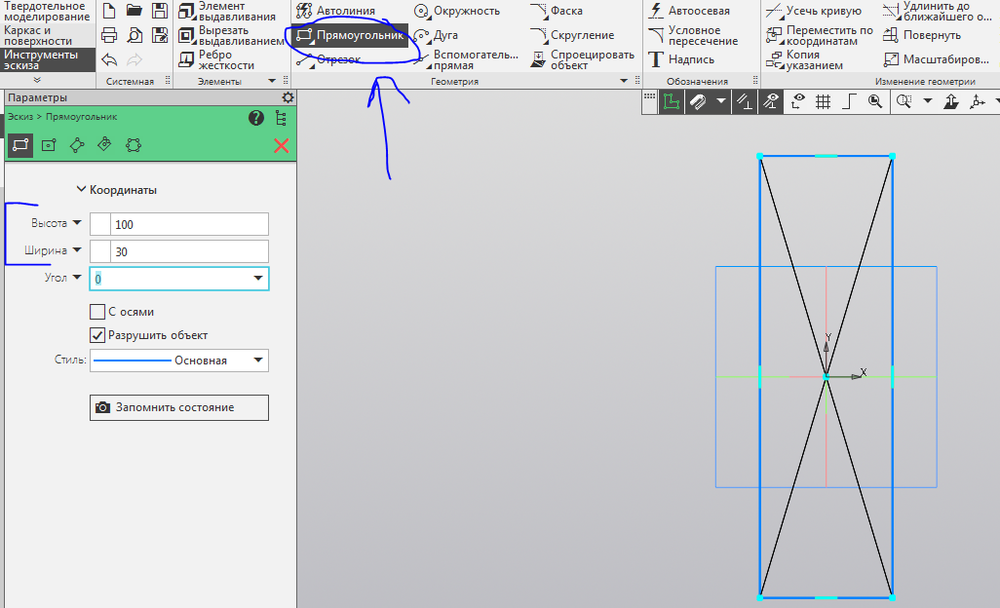 Твердотельное моделирование
Каркас и поверхности
Инструменты эскиза
Системная
Элемент выдавливания
Вырезать выдавливанием
Ребро жесткости
Элементы
Автолиния
Прямоугольник
Отрезок
Окружность
Дуга
Вспомогатель... прямая
Фаска
Скругление
Спроецировать объект
Геометрия
Автоосевая
Условное пересечение
Надпись
Обозначения
Усечь кривую
Переместить по координатам
Копия указанием
Удлинить до ближайшего о...
Повернуть
Масштабиров...
Изменение геометрии
Параметры
Эскиз > Прямоугольник
Координаты
Высота 100
Ширина 30
Угол 0
С осями
Разрушить объект
Стиль: Основная
Запомнить состояние
Y
X